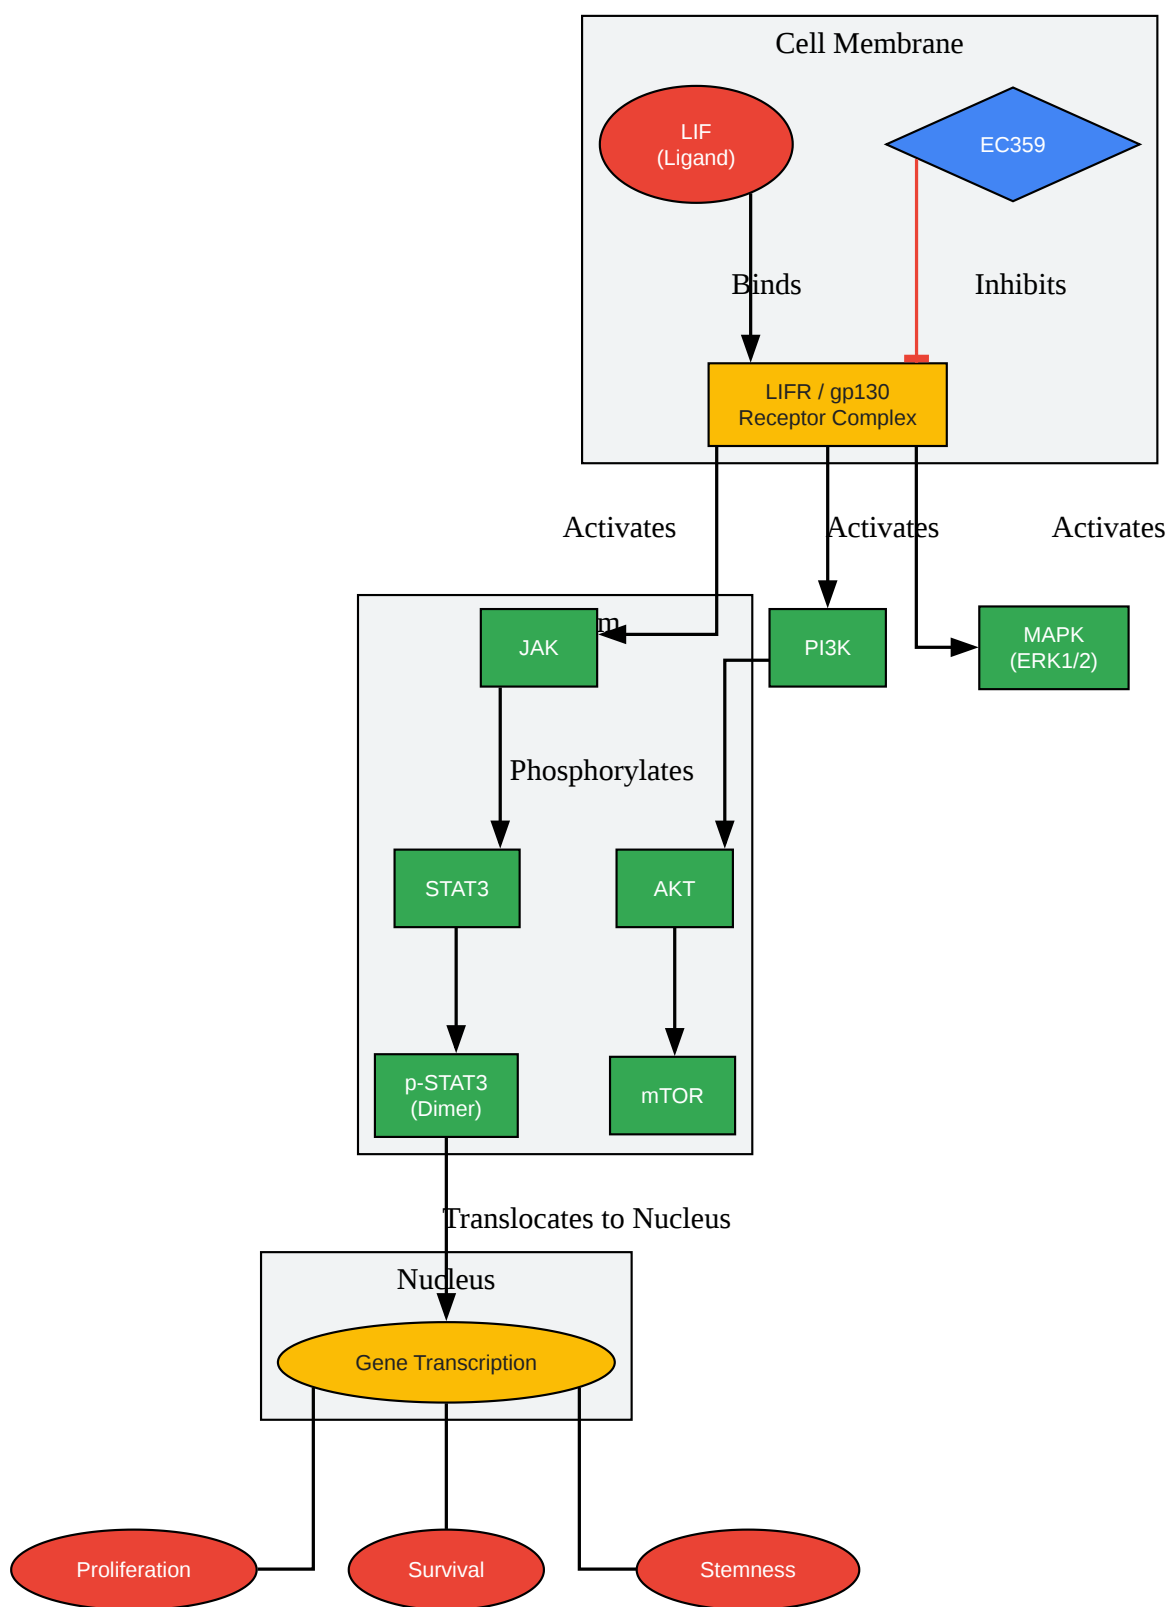 Cell Membrane
LIF
(Ligand)
EC359
Binds
Inhibits
LIFR / gp130
Receptor Complex
Activates
Activates
Activates
JAK
PI3K
MAPK
(ERK1/2)
Phosphorylates
STAT3
AKT
p-STAT3
(Dimer)
mTOR
Translocates to Nucleus
Nucleus
Gene Transcription
Proliferation
Survival
Stemness